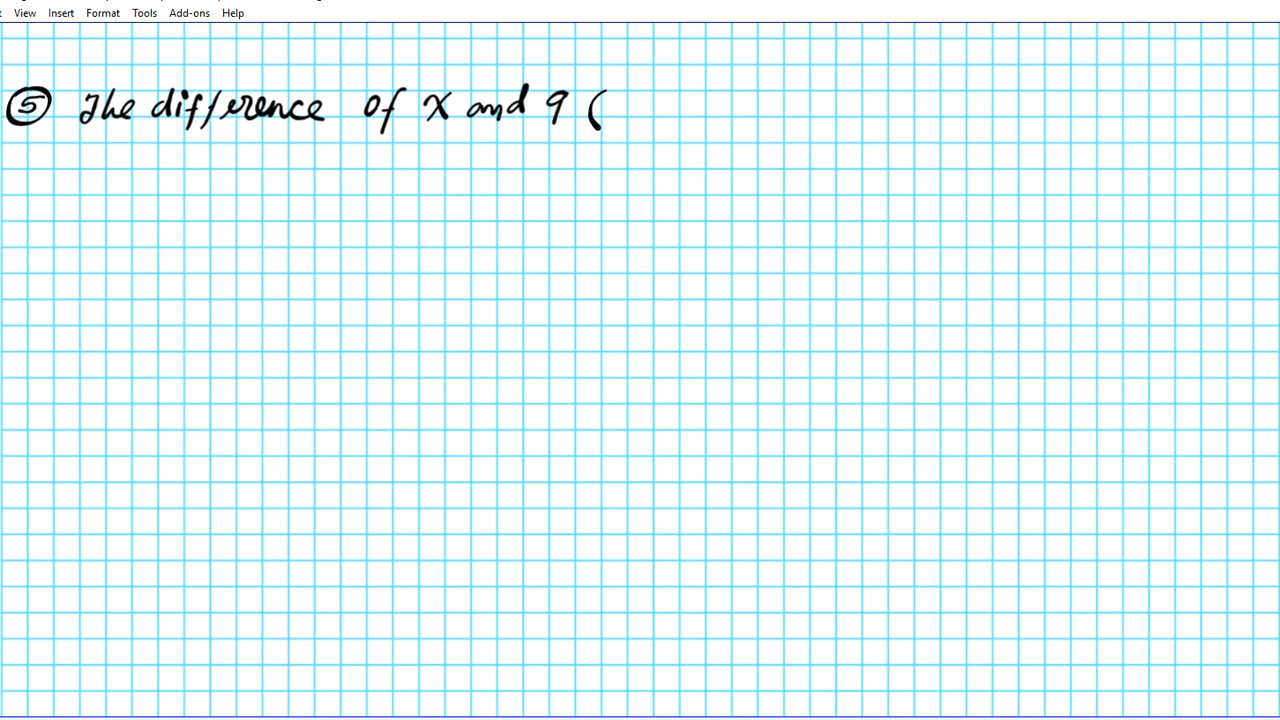 View Insert Format Tools Add-ons Help
⑤ The difference of x and 9 (